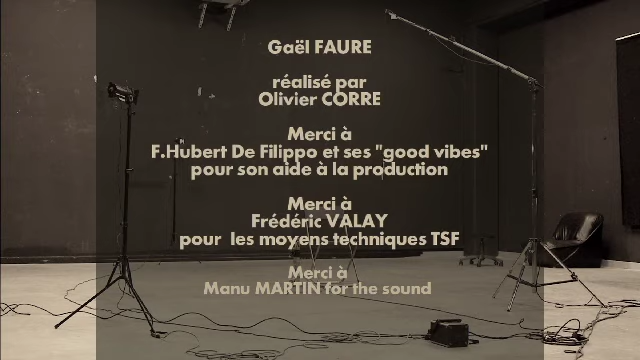 Gaël FAURE
réalisé par
Olivier CORRE
Merci à
F.Hubert De Filippo et ses "good vibes"
pour son aide à la production
Merci à
Frédéric VALAY
pour les moyens techniques TSF
Merci à
Manu MARTIN for the sound